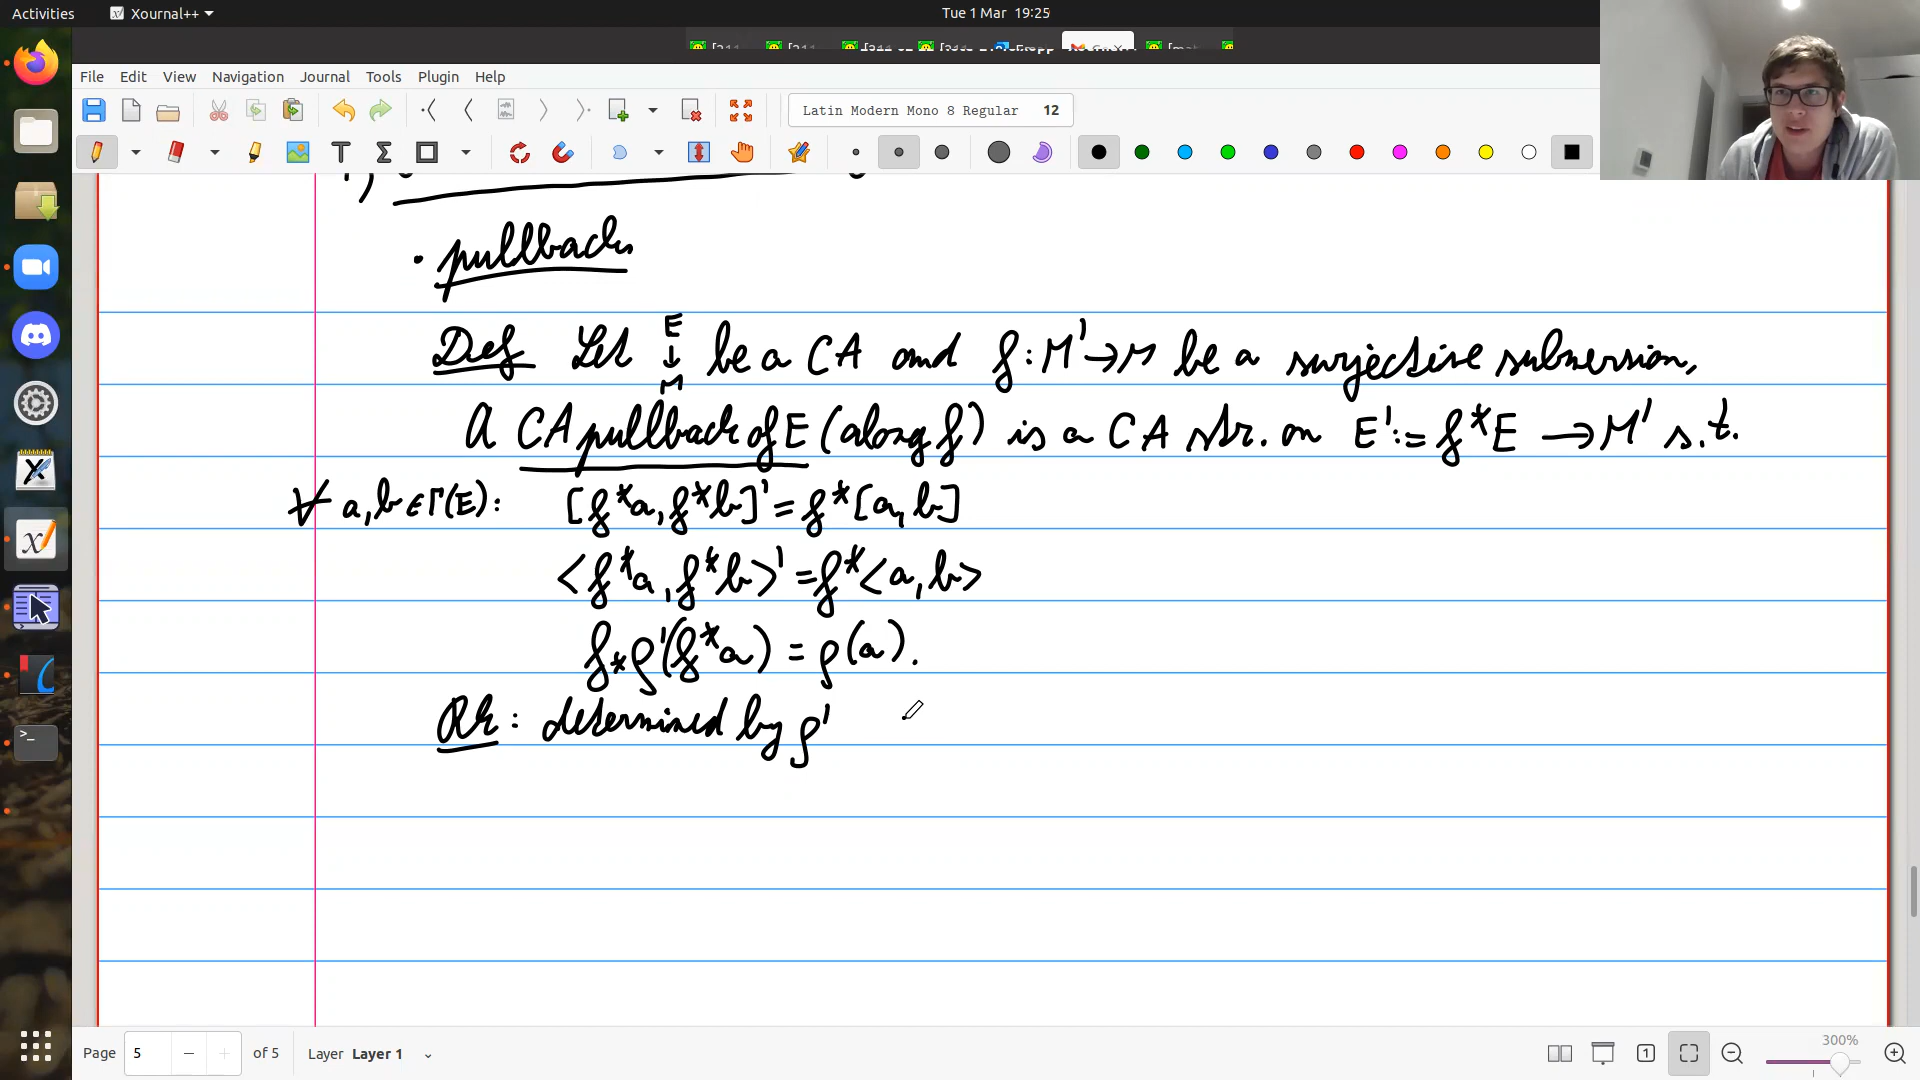 Activities Xournal++ Tue 1 Mar 19:25
File Edit View Navigation Journal Tools Plugin Help
Latin Modern Mono 8 Regular 12
• pullback
Def Let E ↓ M be a CA and f: M' → M be a surjective submersion,
A CA pullback of E (along f) is a CA str. on E' := f*E → M' s.t.
∀ a, b ∈ Γ(E): [f*a, f*b]' = f*[a, b]
<f*a, f*b>' = f*<a, b>
f⁎ρ'(f*a) = ρ(a).
Rk: determined by ρ'
Page 5 of 5 Layer Layer 1 300%